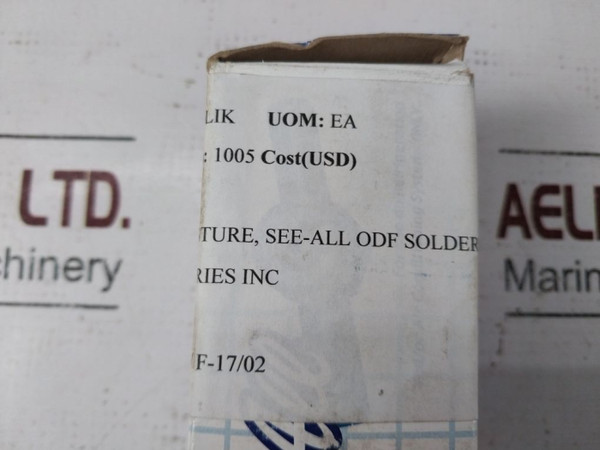 LIK UOM: EA
: 1005 Cost(USD)
TURE, SEE-ALL ODF SOLDER
RIES INC
F-17/02
LTD.
chinery
AEL
Marin